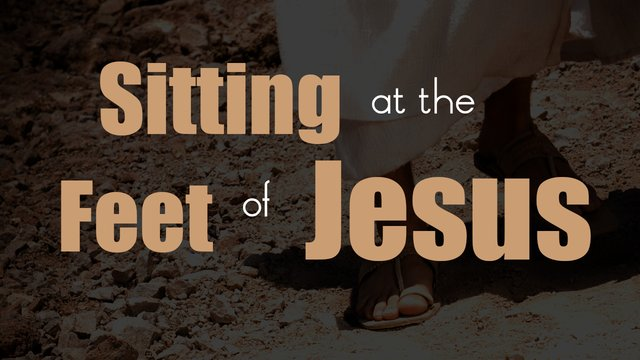 Sitting at the
Feet of Jesus